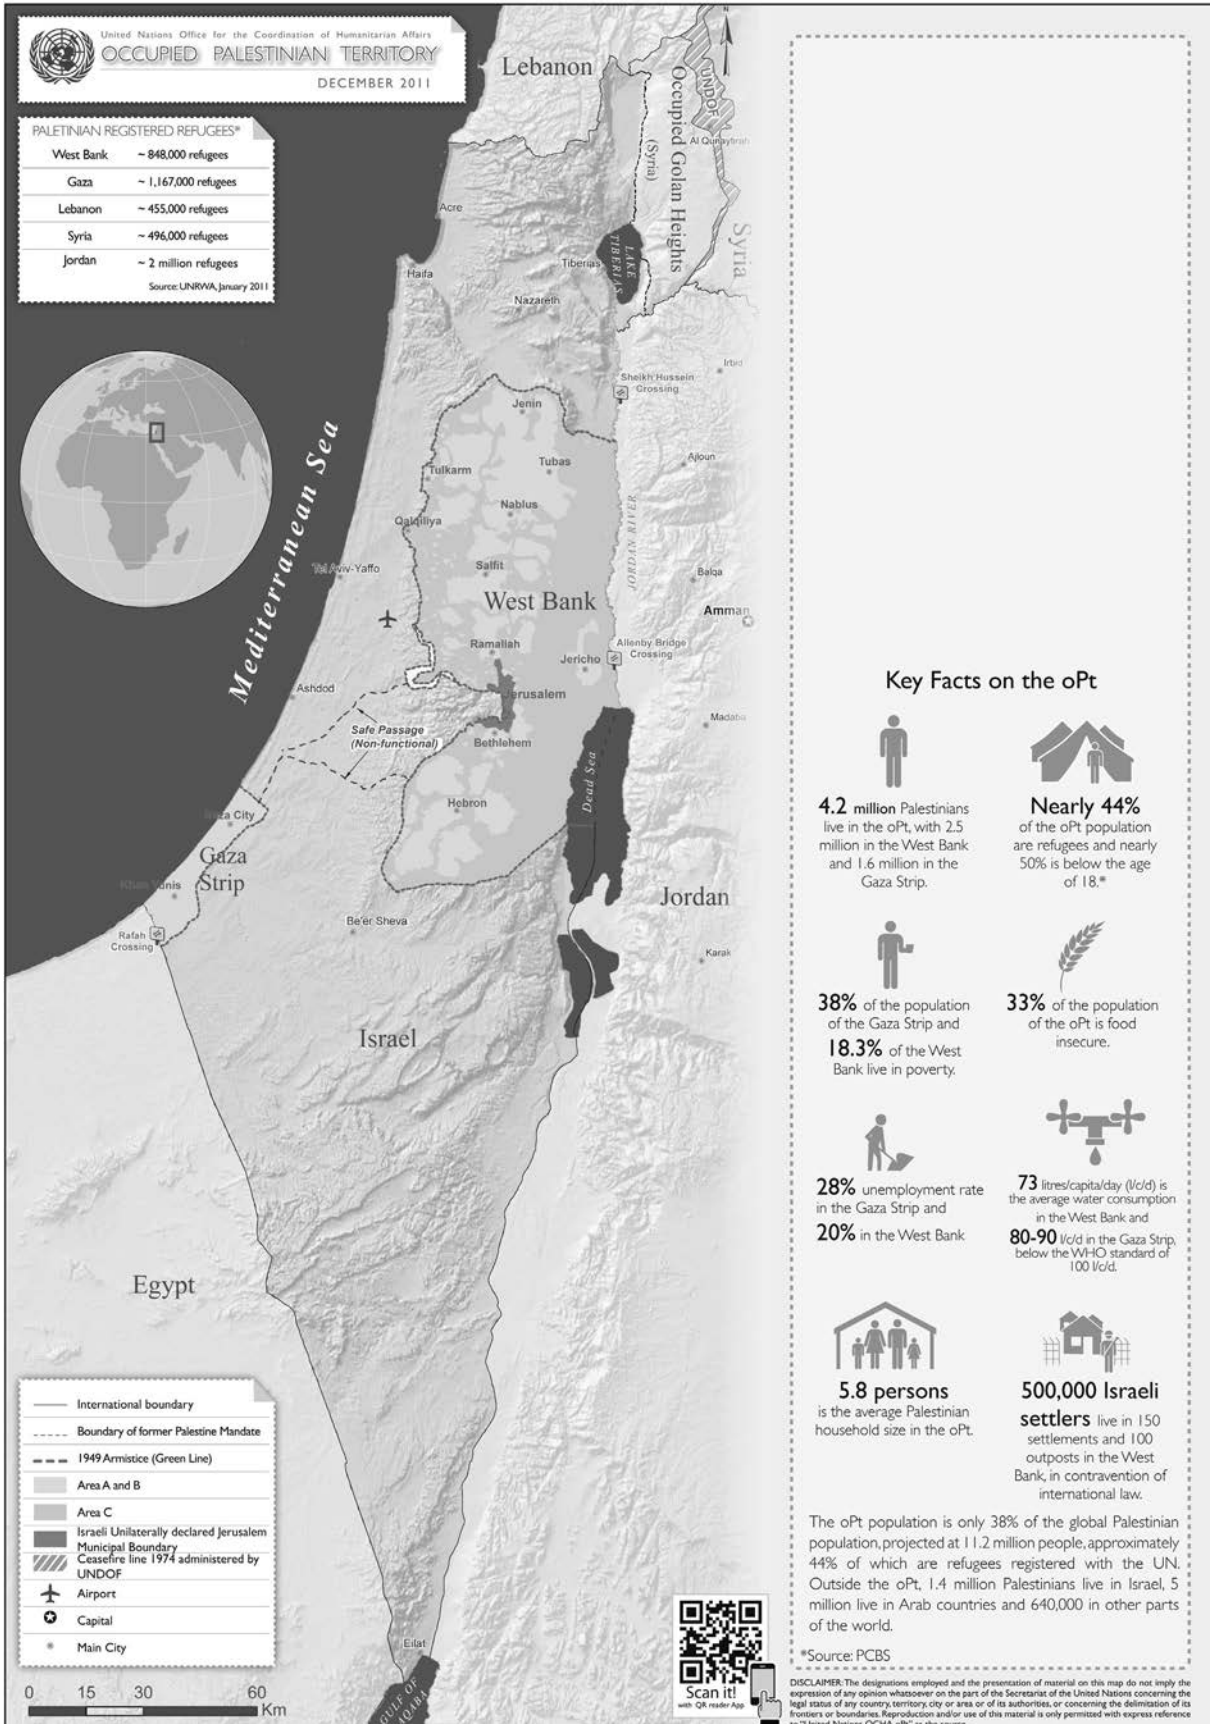 United Nations Office for the Coordination of Humanitarian Affairs
OCCUPIED PALESTINIAN TERRITORY
DECEMBER 2011
PALETINIAN REGISTERED REFUGEES*
West Bank ~ 848,000 refugees
Gaza ~ 1,167,000 refugees
Lebanon ~ 455,000 refugees
Syria ~ 496,000 refugees
Jordan ~ 2 million refugees
Source: UNRWA, January 2011
Lebanon
Occupied Golan Heights
(Syria)
UNDOF
Al Qunaytirah
Syria
Acre
LAKE TIBERIAS
Tiberias
Haifa
Nazareth
Irbid
Sheikh Hussein
Crossing
Jenin
Mediterranean Sea
Ajloun
Tubas
Tulkarm
Nablus
JORDAN RIVER
Qalqiliya
Tel Aviv-Yaffo
Salfit
Balqa
West Bank
Amman
Ramallah
Allenby Bridge
Crossing
Jericho
Ashdod
Jerusalem
Safe Passage
(Non-functional)
Madaba
Bethlehem
Dead Sea
Hebron
Gaza City
Gaza
Strip
Khan Yunis
Jordan
Be'er Sheva
Rafah
Crossing
Karak
Israel
Egypt
Eilat
GULF OF
AQABA
International boundary
Boundary of former Palestine Mandate
1949 Armistice (Green Line)
Area A and B
Area C
Israeli Unilaterally declared Jerusalem
Municipal Boundary
Ceasefire line 1974 administered by
UNDOF
Airport
Capital
Main City
0 15 30 60
Km
Scan it!
with QR reader App
Key Facts on the oPt
4.2 million Palestinians
live in the oPt, with 2.5
million in the West Bank
and 1.6 million in the
Gaza Strip.
Nearly 44%
of the oPt population
are refugees and nearly
50% is below the age
of 18.*
38% of the population
of the Gaza Strip and
18.3% of the West
Bank live in poverty.
33% of the population
of the oPt is food
insecure.
28% unemployment rate
in the Gaza Strip and
20% in the West Bank
73 litres/capita/day (l/c/d) is
the average water consumption
in the West Bank and
80-90 l/c/d in the Gaza Strip,
below the WHO standard of
100 l/c/d.
5.8 persons
is the average Palestinian
household size in the oPt.
500,000 Israeli
settlers live in 150
settlements and 100
outposts in the West
Bank, in contravention of
international law.
The oPt population is only 38% of the global Palestinian
population, projected at 11.2 million people, approximately
44% of which are refugees registered with the UN.
Outside the oPt, 1.4 million Palestinians live in Israel, 5
million live in Arab countries and 640,000 in other parts
of the world.
*Source: PCBS
DISCLAIMER: The designations employed and the presentation of material on this map do not imply the
expression of any opinion whatsoever on the part of the Secretariat of the United Nations concerning the
legal status of any country, territory, city or area or of its authorities, or concerning the delimitation of its
frontiers or boundaries. Reproduction and/or use of this material is only permitted with express reference